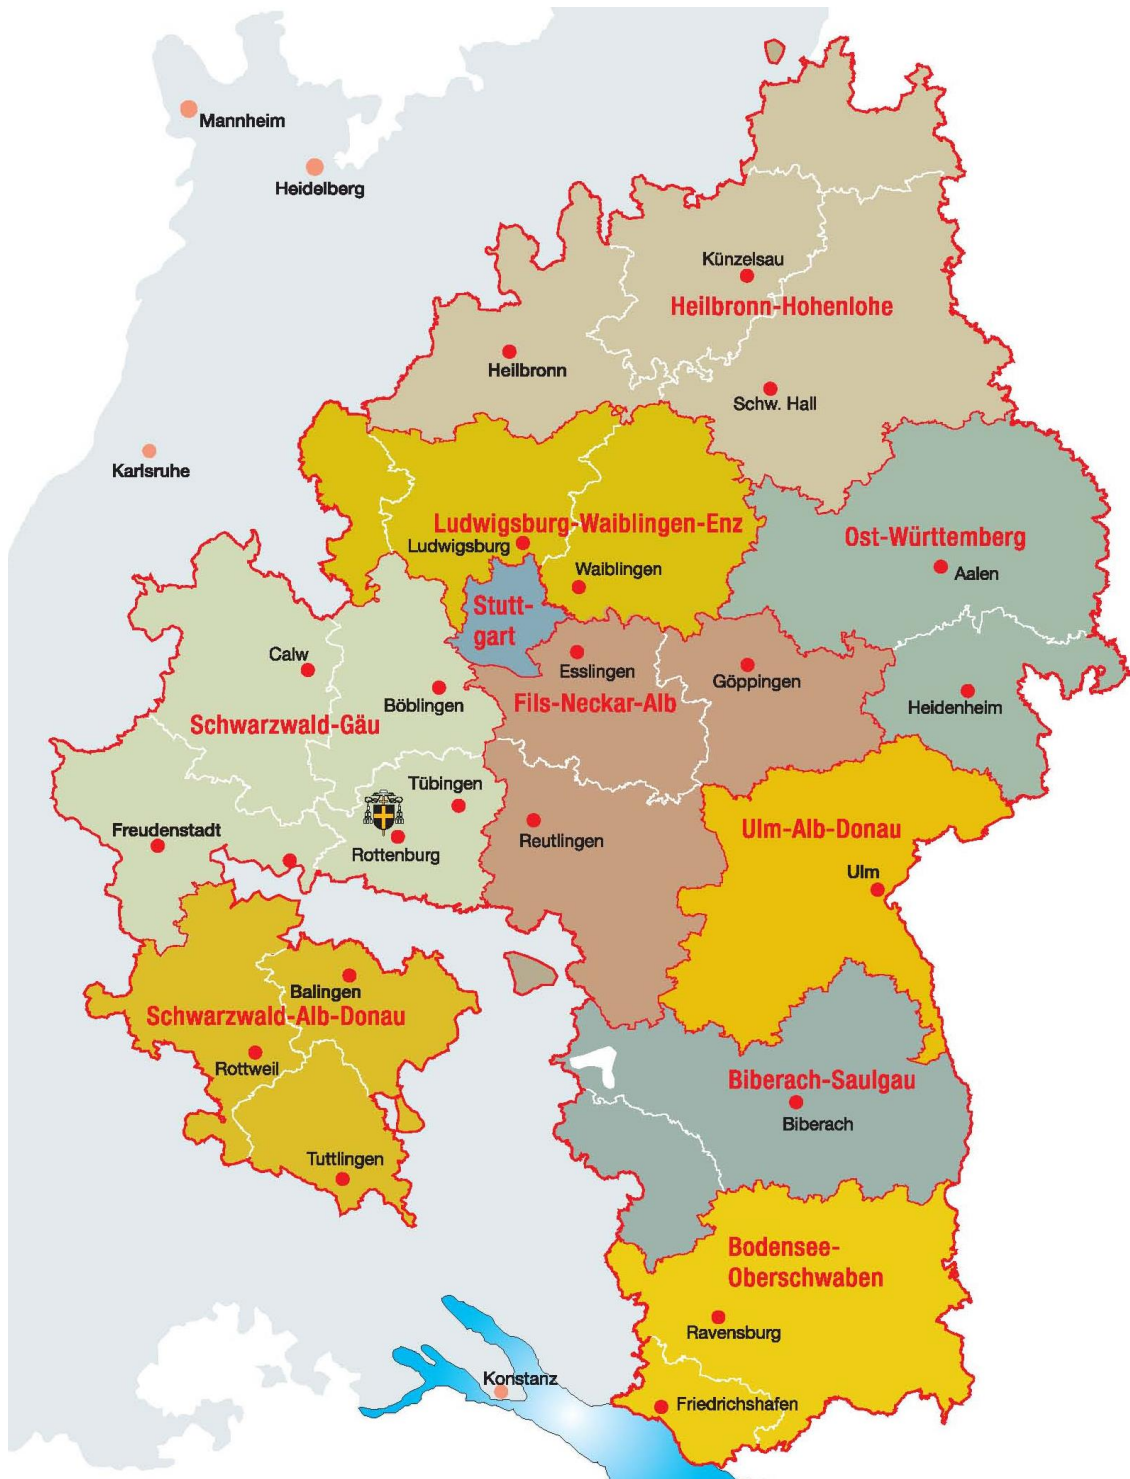 Mannheim
Heidelberg
Künzelsau
Heilbronn-Hohenlohe
Heilbronn
Schw. Hall
Karlsruhe
Ludwigsburg-Waiblingen-Enz
Ludwigsburg
Ost-Württemberg
Waiblingen
Aalen
Stutt-
gart
Calw
Esslingen
Göppingen
Böblingen
Fils-Neckar-Alb
Heidenheim
Schwarzwald-Gäu
Tübingen
Freudenstadt
Rottenburg
Reutlingen
Ulm-Alb-Donau
Ulm
Balingen
Schwarzwald-Alb-Donau
Rottweil
Biberach-Saulgau
Biberach
Tuttlingen
Bodensee-
Oberschwaben
Ravensburg
Konstanz
Friedrichshafen